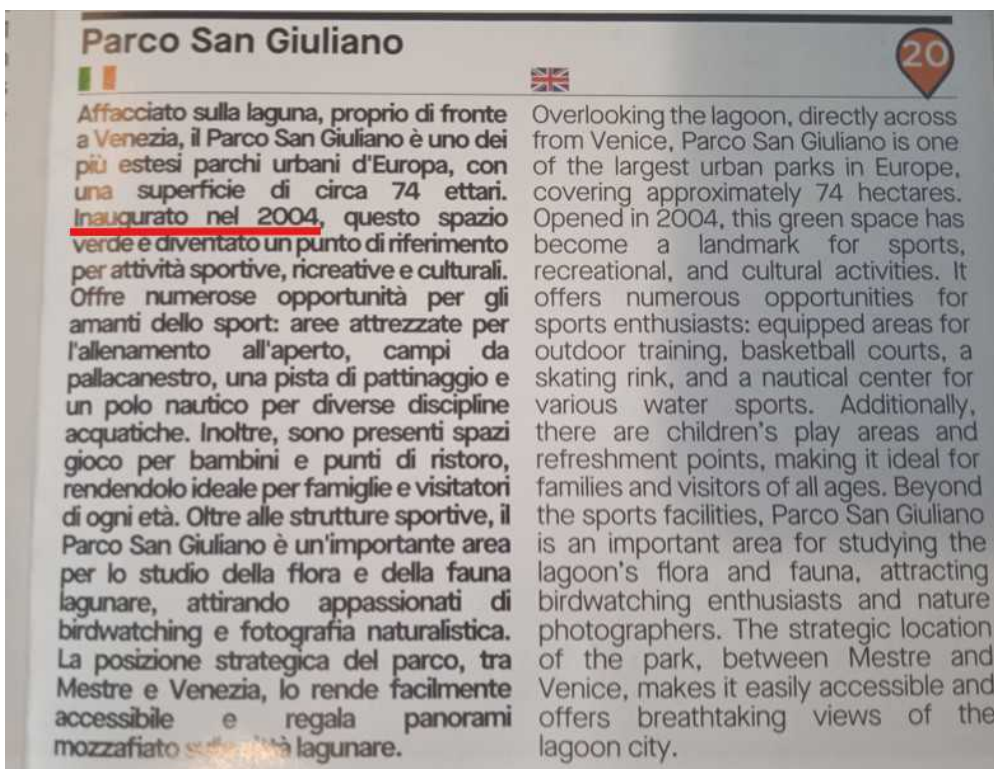 Parco San Giuliano
20
Affacciato sulla laguna, proprio di fronte
a Venezia, il Parco San Giuliano è uno dei
più estesi parchi urbani d'Europa, con
una superficie di circa 74 ettari.
Inaugurato nel 2004, questo spazio
verde è diventato un punto di riferimento
per attività sportive, ricreative e culturali.
Offre numerose opportunità per gli
amanti dello sport: aree attrezzate per
l'allenamento all'aperto, campi da
pallacanestro, una pista di pattinaggio e
un polo nautico per diverse discipline
acquatiche. Inoltre, sono presenti spazi
gioco per bambini e punti di ristoro,
rendendolo ideale per famiglie e visitatori
di ogni età. Oltre alle strutture sportive, il
Parco San Giuliano è un'importante area
per lo studio della flora e della fauna
lagunare, attirando appassionati di
birdwatching e fotografia naturalistica.
La posizione strategica del parco, tra
Mestre e Venezia, lo rende facilmente
accessibile e regala panorami
mozzafiato sulla città lagunare.
Overlooking the lagoon, directly across
from Venice, Parco San Giuliano is one
of the largest urban parks in Europe,
covering approximately 74 hectares.
Opened in 2004, this green space has
become a landmark for sports,
recreational, and cultural activities. It
offers numerous opportunities for
sports enthusiasts: equipped areas for
outdoor training, basketball courts, a
skating rink, and a nautical center for
various water sports. Additionally,
there are children's play areas and
refreshment points, making it ideal for
families and visitors of all ages. Beyond
the sports facilities, Parco San Giuliano
is an important area for studying the
lagoon's flora and fauna, attracting
birdwatching enthusiasts and nature
photographers. The strategic location
of the park, between Mestre and
Venice, makes it easily accessible and
offers breathtaking views of the
lagoon city.